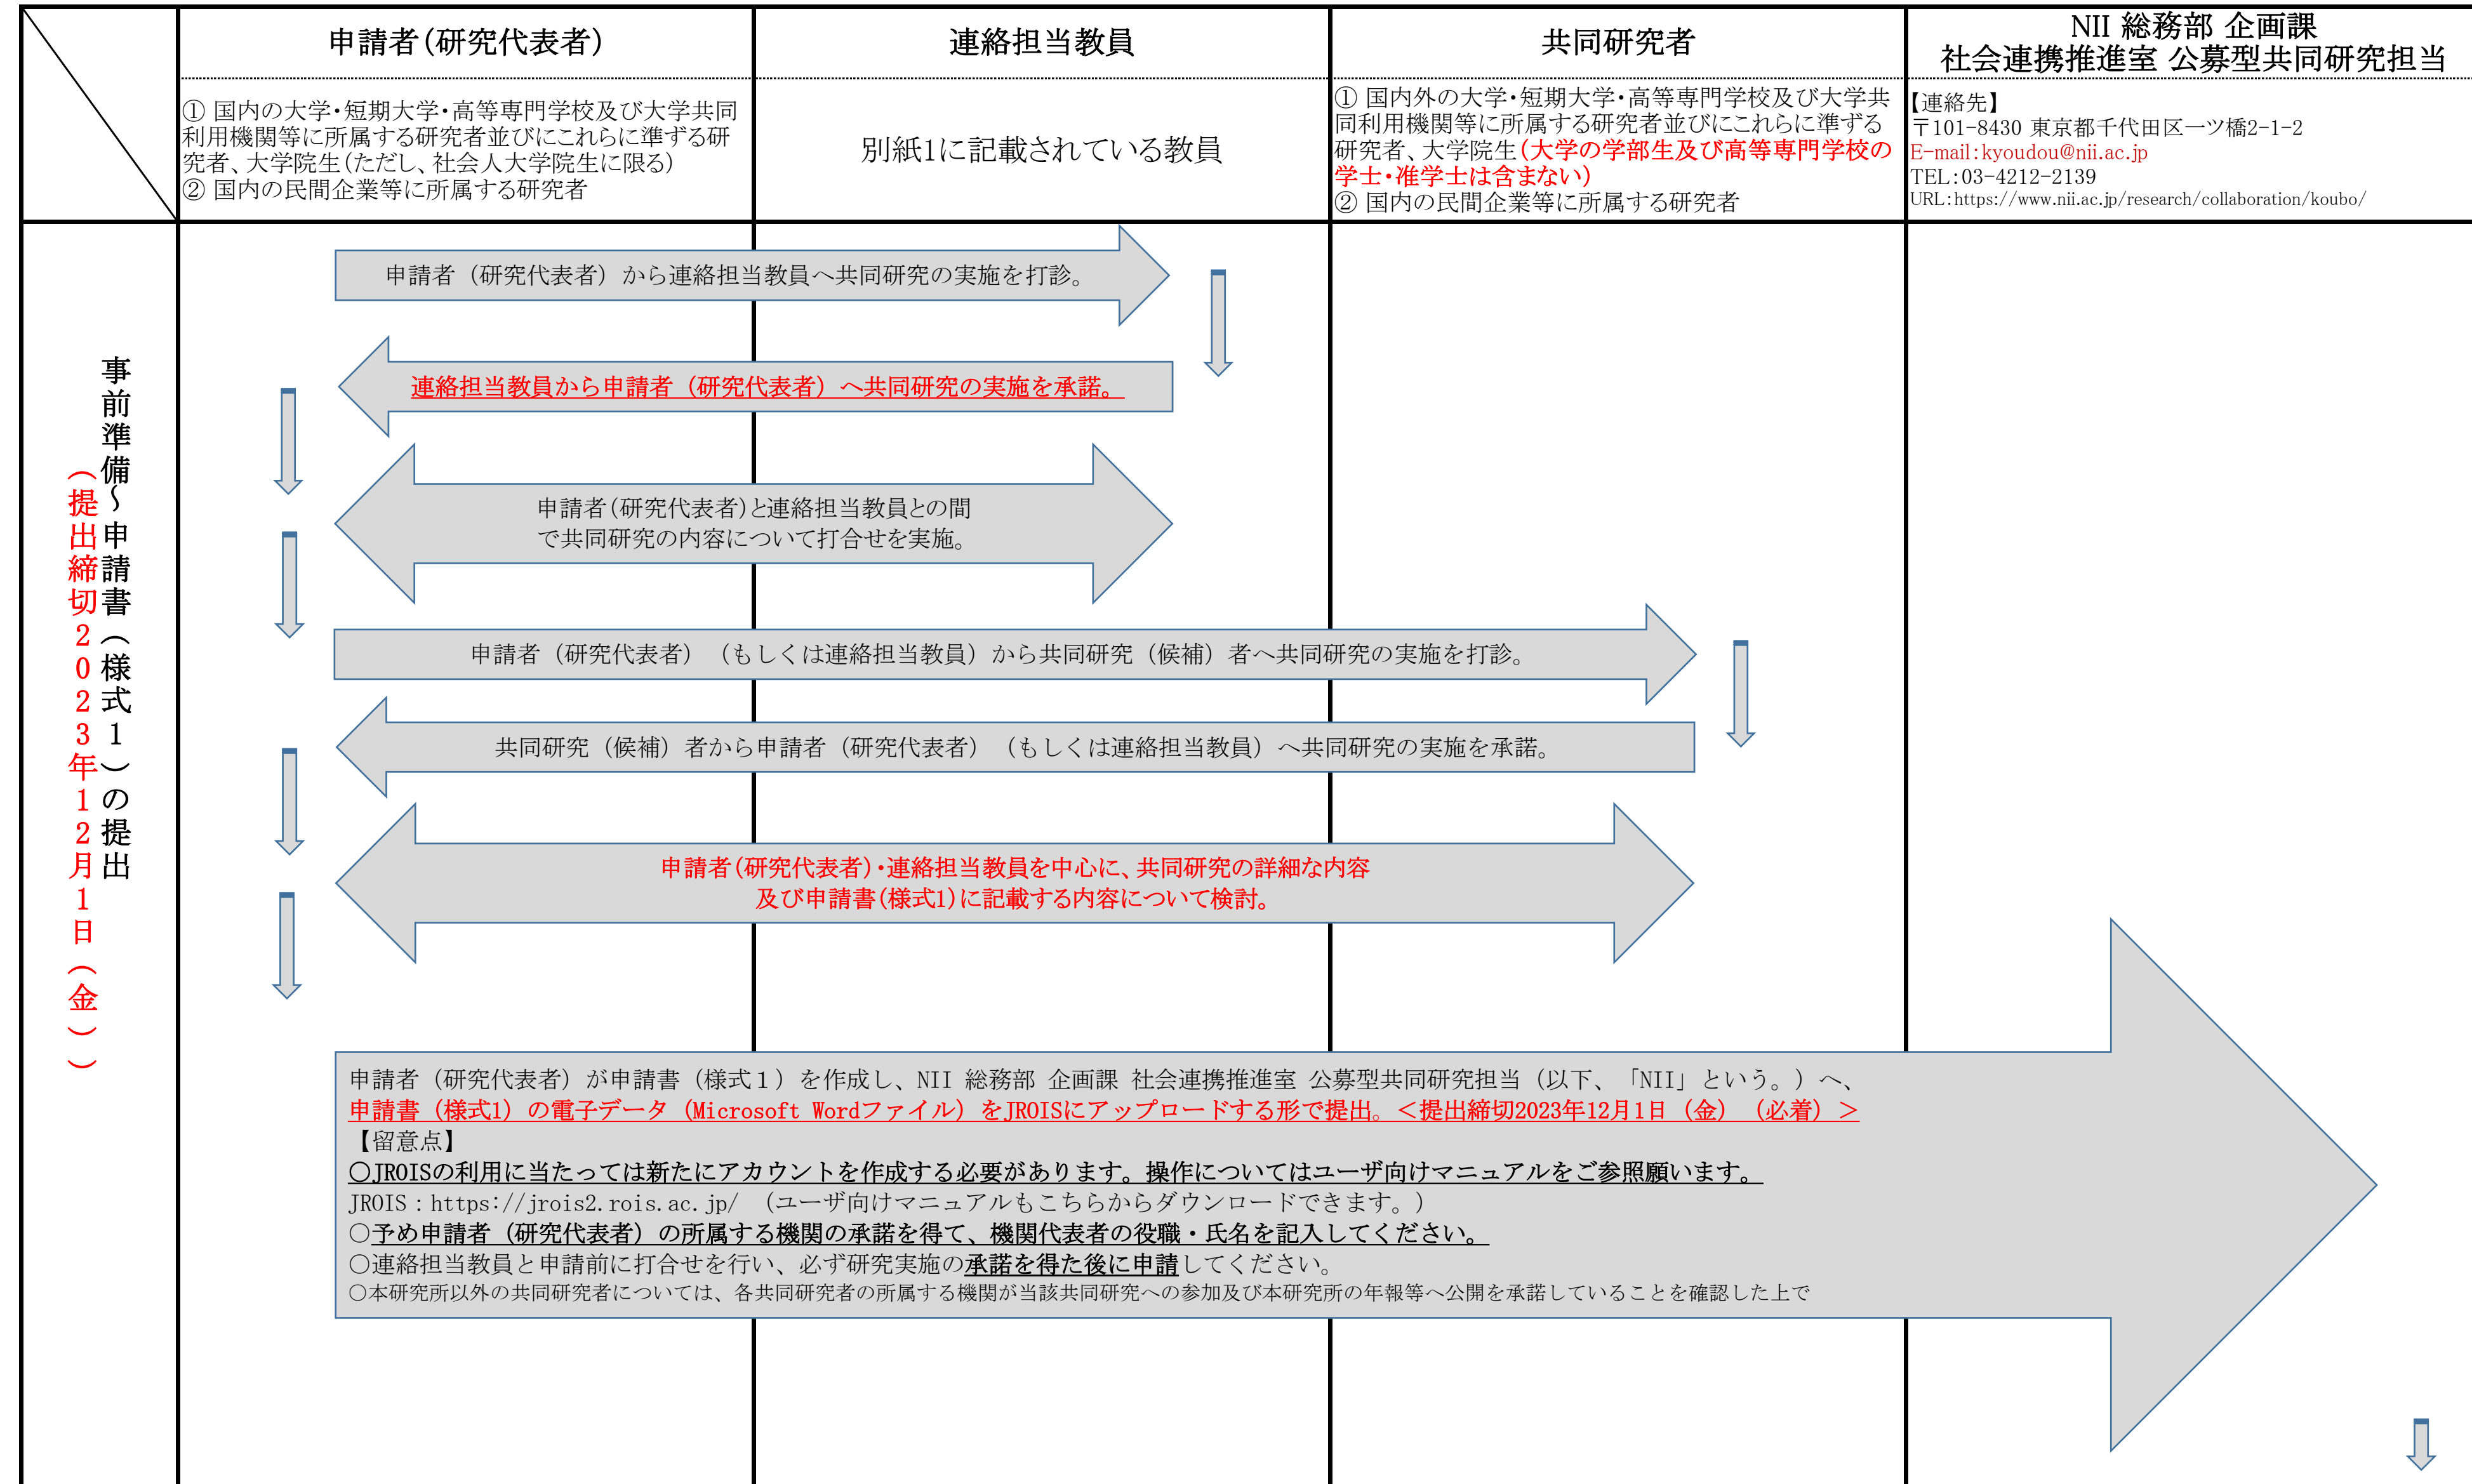 申請者(研究代表者)
連絡担当教員
共同研究者
NII 総務部 企画課
社会連携推進室 公募型共同研究担当
① 国内の大学・短期大学・高等専門学校及び大学共同
利用機関等に所属する研究者並びにこれらに準ずる研
究者、大学院生(ただし、社会人大学院生に限る)
② 国内の民間企業等に所属する研究者
別紙1に記載されている教員
① 国内外の大学・短期大学・高等専門学校及び大学共
同利用機関等に所属する研究者並びにこれらに準ずる
研究者、大学院生(大学の学部生及び高等専門学校の
学士・准学士は含まない)
② 国内の民間企業等に所属する研究者
【連絡先】
〒101-8430 東京都千代田区一ツ橋2-1-2
E-mail:kyoudou@nii.ac.jp
TEL:03-4212-2139
URL:https://www.nii.ac.jp/research/collaboration/koubo/
事前準備~申請書(様式1)の提出
(提出締切2023年12月1日(金))
申請者（研究代表者）から連絡担当教員へ共同研究の実施を打診。
連絡担当教員から申請者（研究代表者）へ共同研究の実施を承諾。
申請者(研究代表者)と連絡担当教員との間
で共同研究の内容について打合せを実施。
申請者（研究代表者）（もしくは連絡担当教員）から共同研究（候補）者へ共同研究の実施を打診。
共同研究（候補）者から申請者（研究代表者）（もしくは連絡担当教員）へ共同研究の実施を承諾。
申請者(研究代表者)・連絡担当教員を中心に、共同研究の詳細な内容
及び申請書(様式1)に記載する内容について検討。
申請者（研究代表者）が申請書（様式１）を作成し、NII 総務部 企画課 社会連携推進室 公募型共同研究担当（以下、「NII」という。）へ、
申請書（様式1）の電子データ（Microsoft Wordファイル）をJROISにアップロードする形で提出。＜提出締切2023年12月1日（金）（必着）＞
【留意点】
○JROISの利用に当たっては新たにアカウントを作成する必要があります。操作についてはユーザ向けマニュアルをご参照願います。
JROIS：https://jrois2.rois.ac.jp/ （ユーザ向けマニュアルもこちらからダウンロードできます。）
○予め申請者（研究代表者）の所属する機関の承諾を得て、機関代表者の役職・氏名を記入してください。
○連絡担当教員と申請前に打合せを行い、必ず研究実施の承諾を得た後に申請してください。
○本研究所以外の共同研究者については、各共同研究者の所属する機関が当該共同研究への参加及び本研究所の年報等へ公開を承諾していることを確認した上で